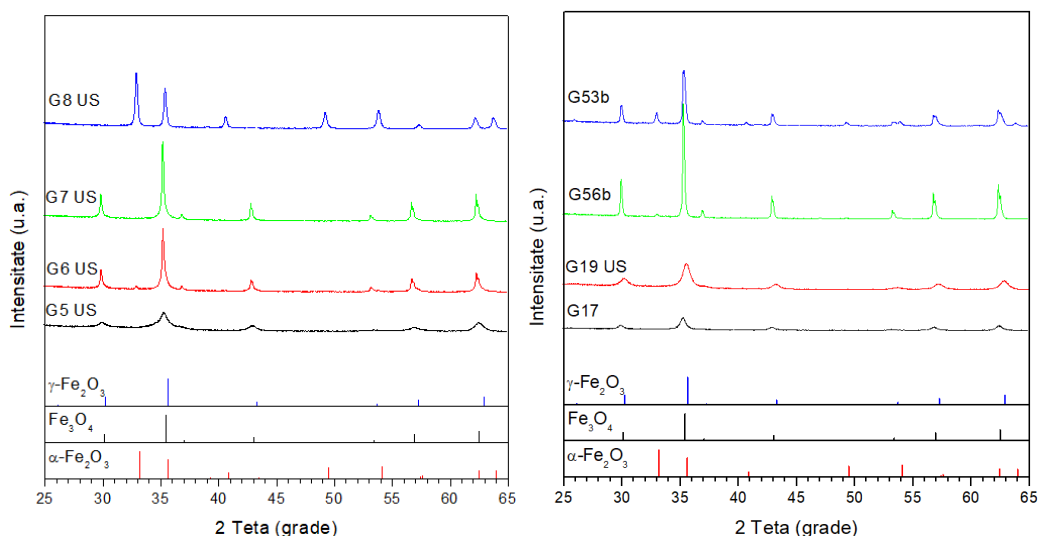 G8 US
G7 US
G6 US
G5 US
γ-Fe₂O₃
Fe₃O₄
α-Fe₂O₃
25 30 35 40 45 50 55 60 65
2 Teta (grade)
Intensitate (u.a.)
G53b
G56b
G19 US
G17
γ-Fe₂O₃
Fe₃O₄
α-Fe₂O₃
25 30 35 40 45 50 55 60 65
2 Teta (grade)
Intensitate (u.a.)